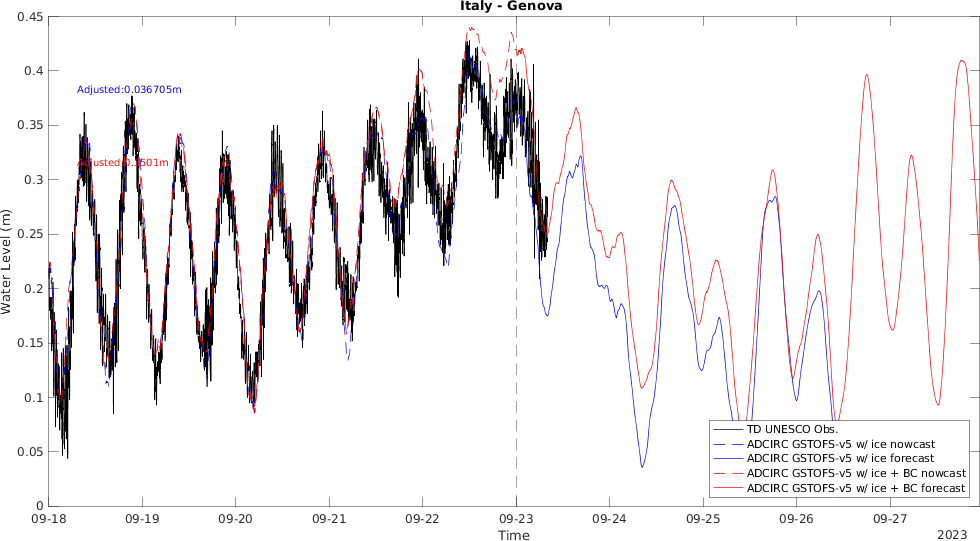 Italy - Genova
0.45
0.4
0.35
0.3
0.25
0.2
0.15
0.1
0.05
0
Water Level (m)
Adjusted:0.036705m
09-18
09-19
09-20
09-21
09-22
09-23
09-24
09-25
09-26
09-27
Time
2023
TD UNESCO Obs.
ADCIRC GSTOFS-v5 w/ ice nowcast
ADCIRC GSTOFS-v5 w/ ice forecast
ADCIRC GSTOFS-v5 w/ ice + BC nowcast
ADCIRC GSTOFS-v5 w/ ice + BC forecast